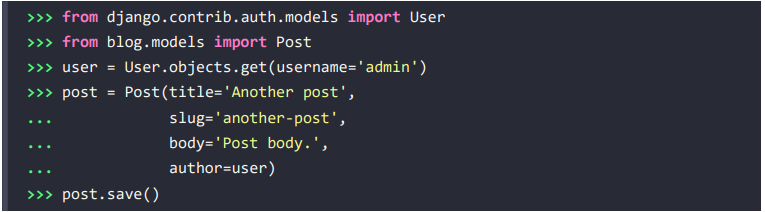 >>> from django.contrib.auth.models import User
>>> from blog.models import Post
>>> user = User.objects.get(username='admin')
>>> post = Post(title='Another post',
...             slug='another-post',
...             body='Post body.',
...             author=user)
>>> post.save()